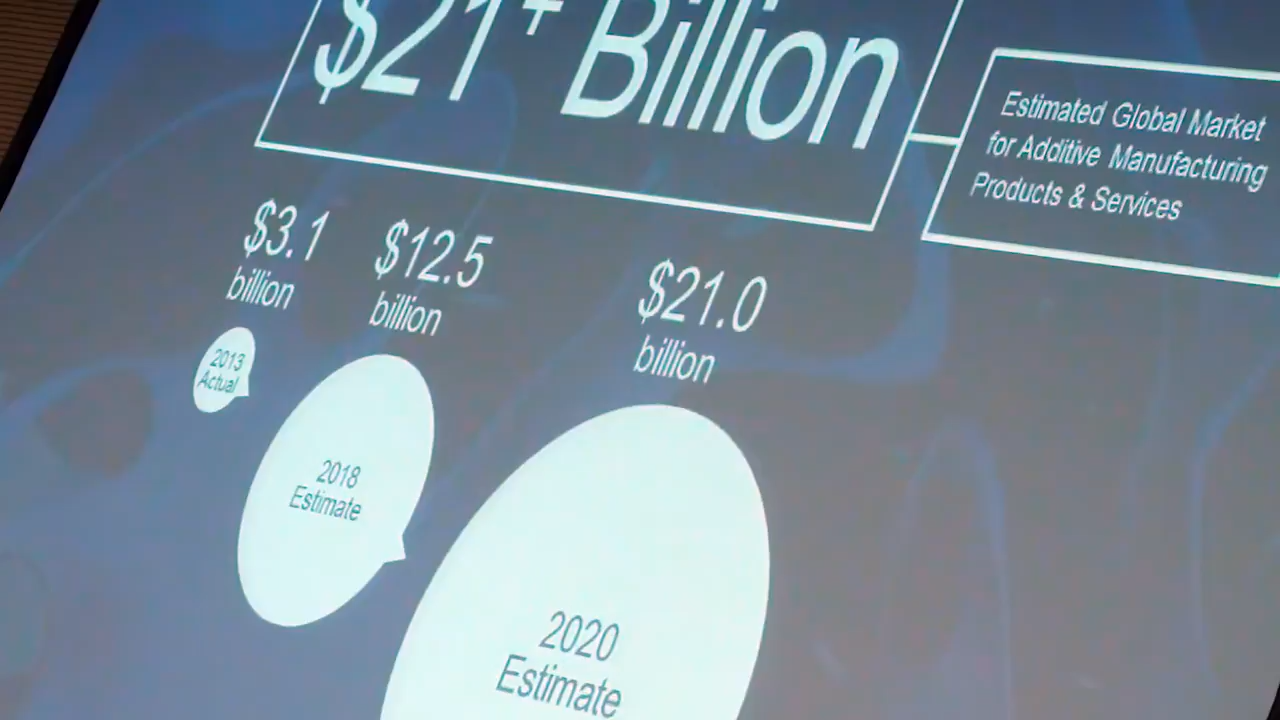 $21+ Billion
Estimated Global Market
for Additive Manufacturing
Products & Services
$3.1
billion
$12.5
billion
$21.0
billion
2013
Actual
2018
Estimate
2020
Estimate